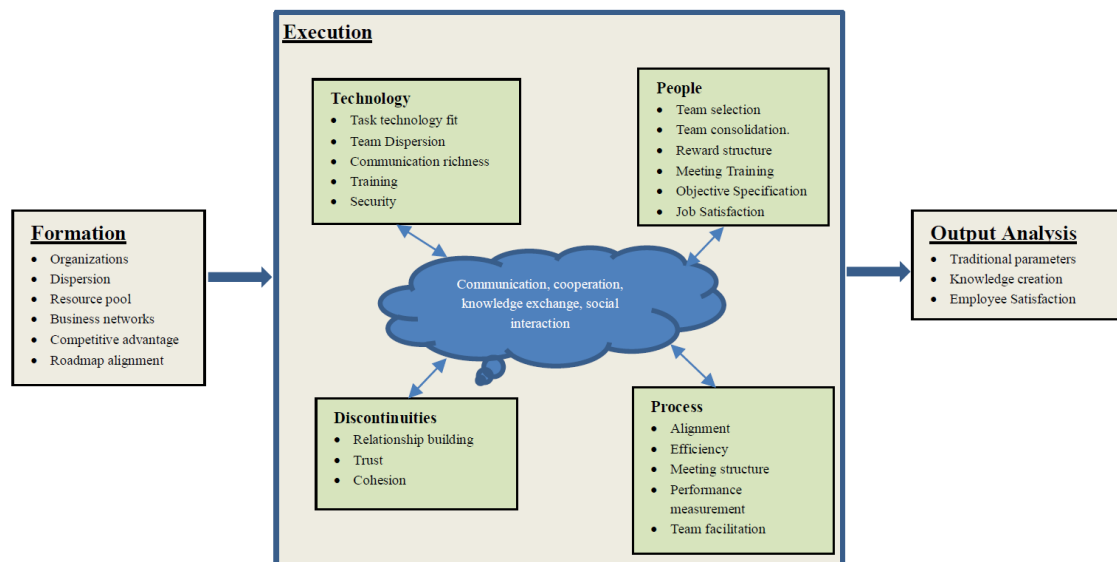 Execution
Technology
• Task technology fit
• Team Dispersion
• Communication richness
• Training
• Security
People
• Team selection
• Team consolidation.
• Reward structure
• Meeting Training
• Objective Specification
• Job Satisfaction
Formation
• Organizations
• Dispersion
• Resource pool
• Business networks
• Competitive advantage
• Roadmap alignment
Communication, cooperation,
knowledge exchange, social
interaction
Output Analysis
• Traditional parameters
• Knowledge creation
• Employee Satisfaction
Discontinuities
• Relationship building
• Trust
• Cohesion
Process
• Alignment
• Efficiency
• Meeting structure
• Performance
measurement
• Team facilitation